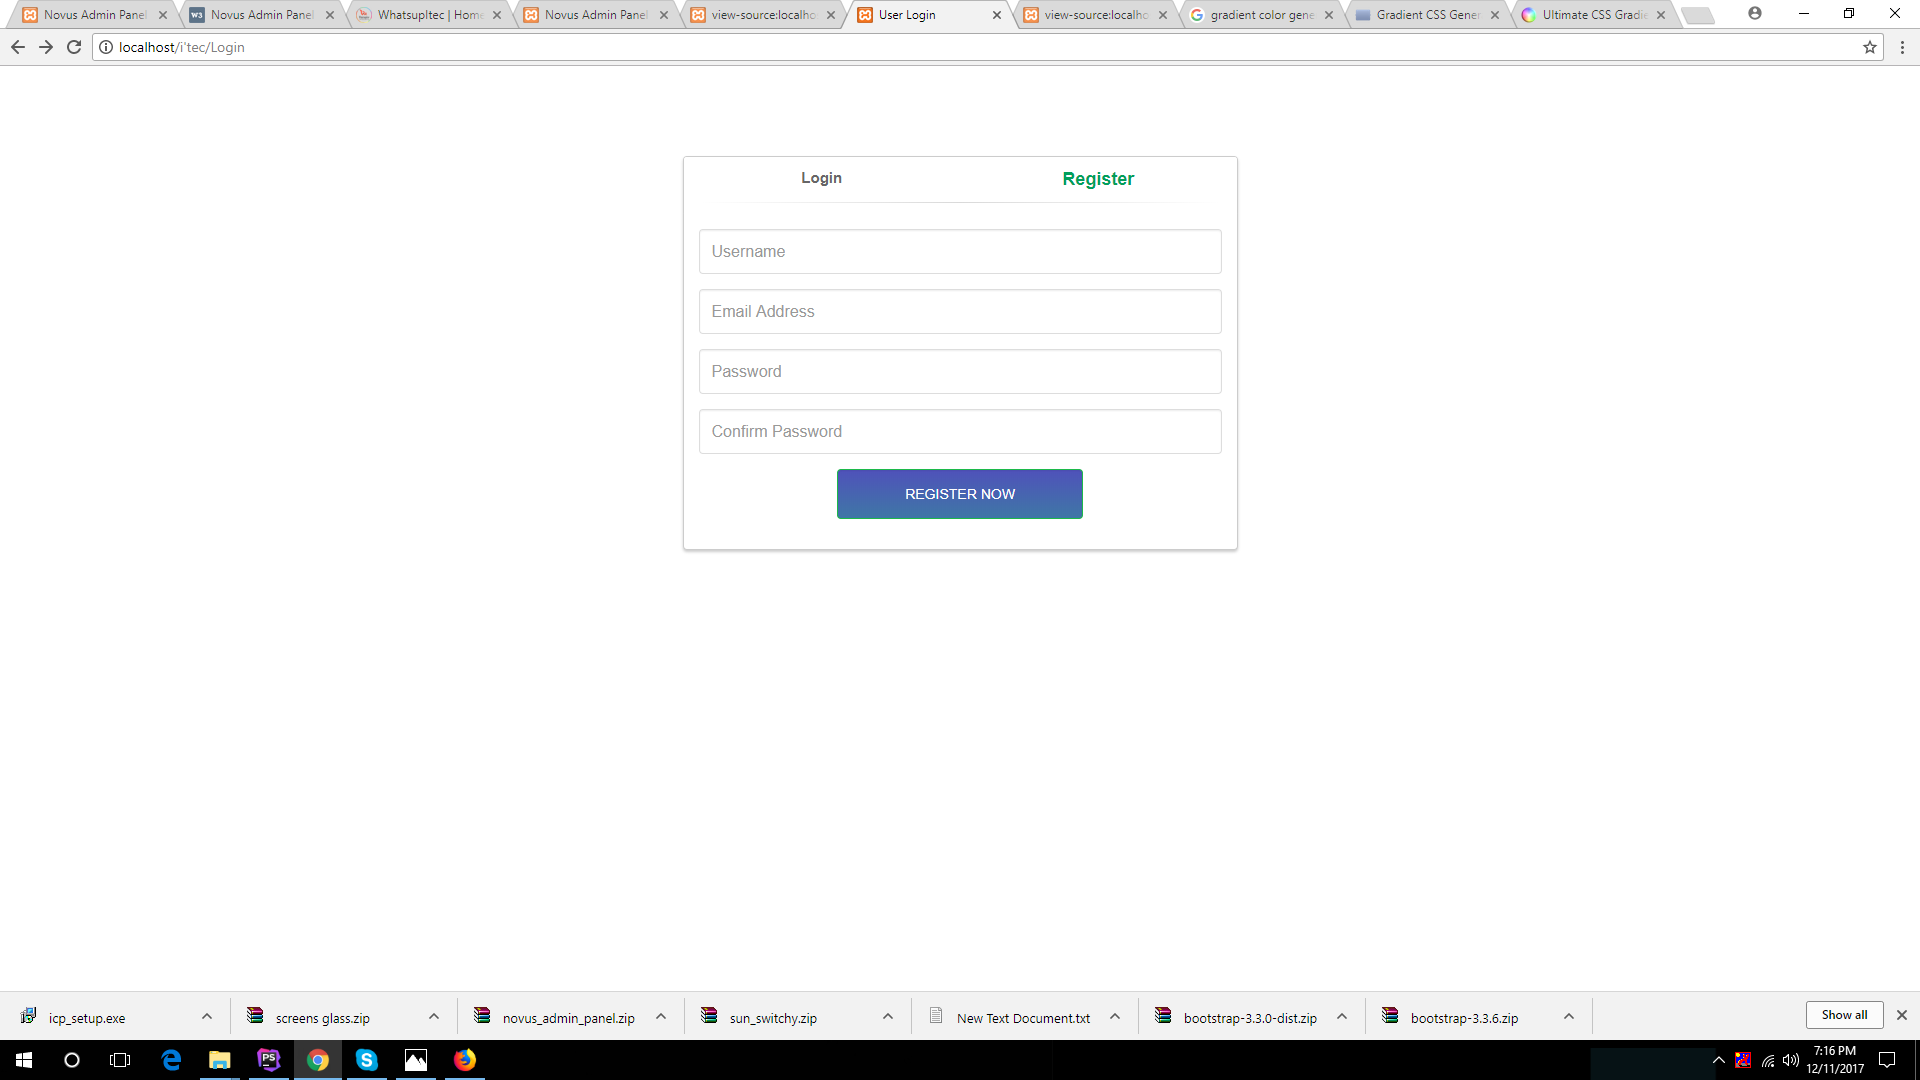 Novus Admin Panel
Novus Admin Panel
WhatsupItec | Home
Novus Admin Panel
view-source:localho
User Login
view-source:localho
gradient color gene
Gradient CSS Gener
Ultimate CSS Gradie
localhost/i'tec/Login
Login
Register
Username
Email Address
Password
Confirm Password
REGISTER NOW
icp_setup.exe
screens glass.zip
novus_admin_panel.zip
sun_switchy.zip
New Text Document.txt
bootstrap-3.3.0-dist.zip
bootstrap-3.3.6.zip
Show all
7:16 PM
12/11/2017